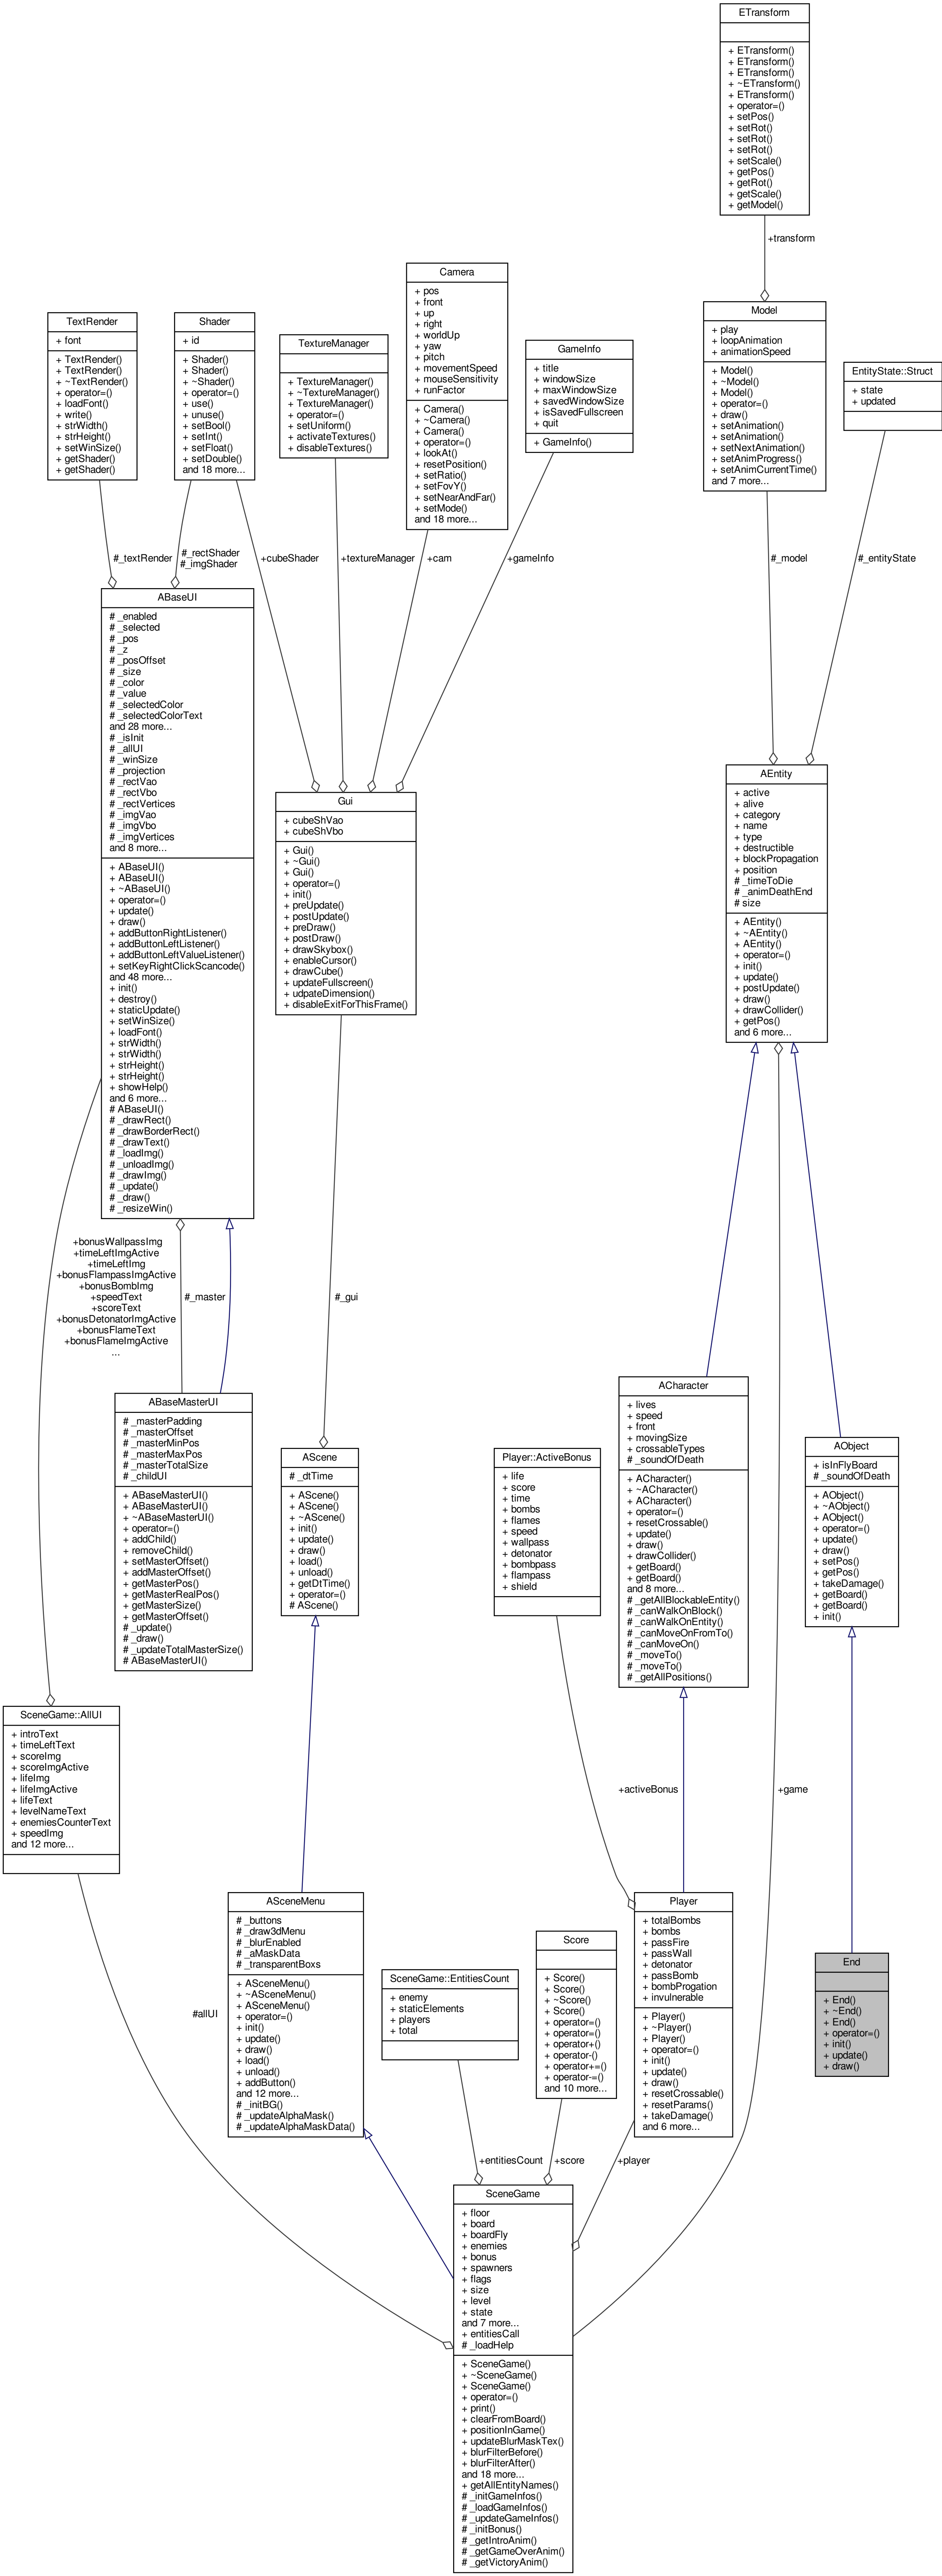 ETransform
+ ETransform()
+ ETransform()
+ ETransform()
+ ~ETransform()
+ ETransform()
+ operator=()
+ setPos()
+ setRot()
+ setRot()
+ setRot()
+ setScale()
+ getPos()
+ getRot()
+ getScale()
+ getModel()
+transform
Model
+ play
+ loopAnimation
+ animationSpeed
+ Model()
+ ~Model()
+ Model()
+ operator=()
+ draw()
+ setAnimation()
+ setAnimation()
+ setNextAnimation()
+ setAnimProgress()
+ setAnimCurrentTime()
and 7 more...
EntityState::Struct
+ state
+ updated
TextRender
+ font
+ TextRender()
+ TextRender()
+ ~TextRender()
+ operator=()
+ loadFont()
+ write()
+ strWidth()
+ strHeight()
+ setWinSize()
+ getShader()
+ getShader()
Shader
+ id
+ Shader()
+ Shader()
+ ~Shader()
+ operator=()
+ use()
+ unuse()
+ setBool()
+ setInt()
+ setFloat()
+ setDouble()
and 18 more...
TextureManager
+ TextureManager()
+ ~TextureManager()
+ TextureManager()
+ operator=()
+ setUniform()
+ activateTextures()
+ disableTextures()
Camera
+ pos
+ front
+ up
+ right
+ worldUp
+ yaw
+ pitch
+ movementSpeed
+ mouseSensitivity
+ runFactor
+ Camera()
+ ~Camera()
+ Camera()
+ operator=()
+ lookAt()
+ resetPosition()
+ setRatio()
+ setFovY()
+ setNearAndFar()
+ setMode()
and 18 more...
GameInfo
+ title
+ windowSize
+ maxWindowSize
+ savedWindowSize
+ isSavedFullscreen
+ quit
+ GameInfo()
#_textRender
#_rectShader
#_imgShader
+cubeShader
+textureManager
+cam
+gameInfo
#_model
#_entityState
ABaseUI
# _enabled
# _selected
# _pos
# _z
# _posOffset
# _size
# _color
# _value
# _selectedColor
# _selectedColorText
and 28 more...
# _isInit
# _allUI
# _winSize
# _projection
# _rectVao
# _rectVbo
# _rectVertices
# _imgVao
# _imgVbo
# _imgVertices
and 8 more...
+ ABaseUI()
+ ABaseUI()
+ ~ABaseUI()
+ operator=()
+ update()
+ draw()
+ addButtonRightListener()
+ addButtonLeftListener()
+ addButtonLeftValueListener()
+ setKeyRightClickScancode()
and 48 more...
+ init()
+ destroy()
+ staticUpdate()
+ setWinSize()
+ loadFont()
+ strWidth()
+ strWidth()
+ strHeight()
+ strHeight()
+ showHelp()
and 6 more...
# ABaseUI()
# _drawRect()
# _drawBorderRect()
# _drawText()
# _loadImg()
# _unloadImg()
# _drawImg()
# _update()
# _draw()
# _resizeWin()
Gui
+ cubeShVao
+ cubeShVbo
+ Gui()
+ ~Gui()
+ Gui()
+ operator=()
+ init()
+ preUpdate()
+ postUpdate()
+ preDraw()
+ postDraw()
+ drawSkybox()
+ enableCursor()
+ drawCube()
+ updateFullscreen()
+ udpateDimension()
+ disableExitForThisFrame()
AEntity
+ active
+ alive
+ category
+ name
+ type
+ destructible
+ blockPropagation
+ position
# _timeToDie
# _animDeathEnd
# size
+ AEntity()
+ ~AEntity()
+ AEntity()
+ operator=()
+ init()
+ update()
+ postUpdate()
+ draw()
+ drawCollider()
+ getPos()
and 6 more...
+bonusWallpassImg
+timeLeftImgActive
+timeLeftImg
+bonusFlampassImgActive
+bonusBombImg
+speedText
+scoreText
+bonusDetonatorImgActive
+bonusFlameText
+bonusFlameImgActive
...
#_master
#_gui
ABaseMasterUI
# _masterPadding
# _masterOffset
# _masterMinPos
# _masterMaxPos
# _masterTotalSize
# _childUI
+ ABaseMasterUI()
+ ABaseMasterUI()
+ ~ABaseMasterUI()
+ operator=()
+ addChild()
+ removeChild()
+ setMasterOffset()
+ addMasterOffset()
+ getMasterPos()
+ getMasterRealPos()
+ getMasterSize()
+ getMasterOffset()
# _update()
# _draw()
# _updateTotalMasterSize()
# ABaseMasterUI()
AScene
# _dtTime
+ AScene()
+ AScene()
+ ~AScene()
+ init()
+ update()
+ draw()
+ load()
+ unload()
+ getDtTime()
+ operator=()
# AScene()
Player::ActiveBonus
+ life
+ score
+ time
+ bombs
+ flames
+ speed
+ wallpass
+ detonator
+ bombpass
+ flampass
+ shield
ACharacter
+ lives
+ speed
+ front
+ movingSize
+ crossableTypes
# _soundOfDeath
+ ACharacter()
+ ~ACharacter()
+ ACharacter()
+ operator=()
+ resetCrossable()
+ update()
+ draw()
+ drawCollider()
+ getBoard()
+ getBoard()
and 8 more...
# _getAllBlockableEntity()
# _canWalkOnBlock()
# _canWalkOnEntity()
# _canMoveOnFromTo()
# _canMoveOn()
# _moveTo()
# _moveTo()
# _getAllPositions()
AObject
+ isInFlyBoard
# _soundOfDeath
+ AObject()
+ ~AObject()
+ AObject()
+ operator=()
+ update()
+ draw()
+ setPos()
+ getPos()
+ takeDamage()
+ getBoard()
+ getBoard()
+ init()
SceneGame::AllUI
+ introText
+ timeLeftText
+ scoreImg
+ scoreImgActive
+ lifeImg
+ lifeImgActive
+ lifeText
+ levelNameText
+ enemiesCounterText
+ speedImg
and 12 more...
+activeBonus
+game
ASceneMenu
# _buttons
# _draw3dMenu
# _blurEnabled
# _aMaskData
# _transparentBoxs
+ ASceneMenu()
+ ~ASceneMenu()
+ ASceneMenu()
+ operator=()
+ init()
+ update()
+ draw()
+ load()
+ unload()
+ addButton()
and 12 more...
# _initBG()
# _updateAlphaMask()
# _updateAlphaMaskData()
SceneGame::EntitiesCount
+ enemy
+ staticElements
+ players
+ total
Score
+ Score()
+ Score()
+ ~Score()
+ Score()
+ operator=()
+ operator=()
+ operator+()
+ operator-()
+ operator+=()
+ operator-=()
and 10 more...
Player
+ totalBombs
+ bombs
+ passFire
+ passWall
+ detonator
+ passBomb
+ bombProgation
+ invulnerable
+ Player()
+ ~Player()
+ Player()
+ operator=()
+ init()
+ update()
+ draw()
+ resetCrossable()
+ resetParams()
+ takeDamage()
and 6 more...
End
+ End()
+ ~End()
+ End()
+ operator=()
+ init()
+ update()
+ draw()
#allUI
+entitiesCount
+score
+player
SceneGame
+ floor
+ board
+ boardFly
+ enemies
+ bonus
+ spawners
+ flags
+ size
+ level
+ state
and 7 more...
+ entitiesCall
# _loadHelp
+ SceneGame()
+ ~SceneGame()
+ SceneGame()
+ operator=()
+ print()
+ clearFromBoard()
+ positionInGame()
+ updateBlurMaskTex()
+ blurFilterBefore()
+ blurFilterAfter()
and 18 more...
+ getAllEntityNames()
# _initGameInfos()
# _loadGameInfos()
# _updateGameInfos()
# _initBonus()
# _getIntroAnim()
# _getGameOverAnim()
# _getVictoryAnim()